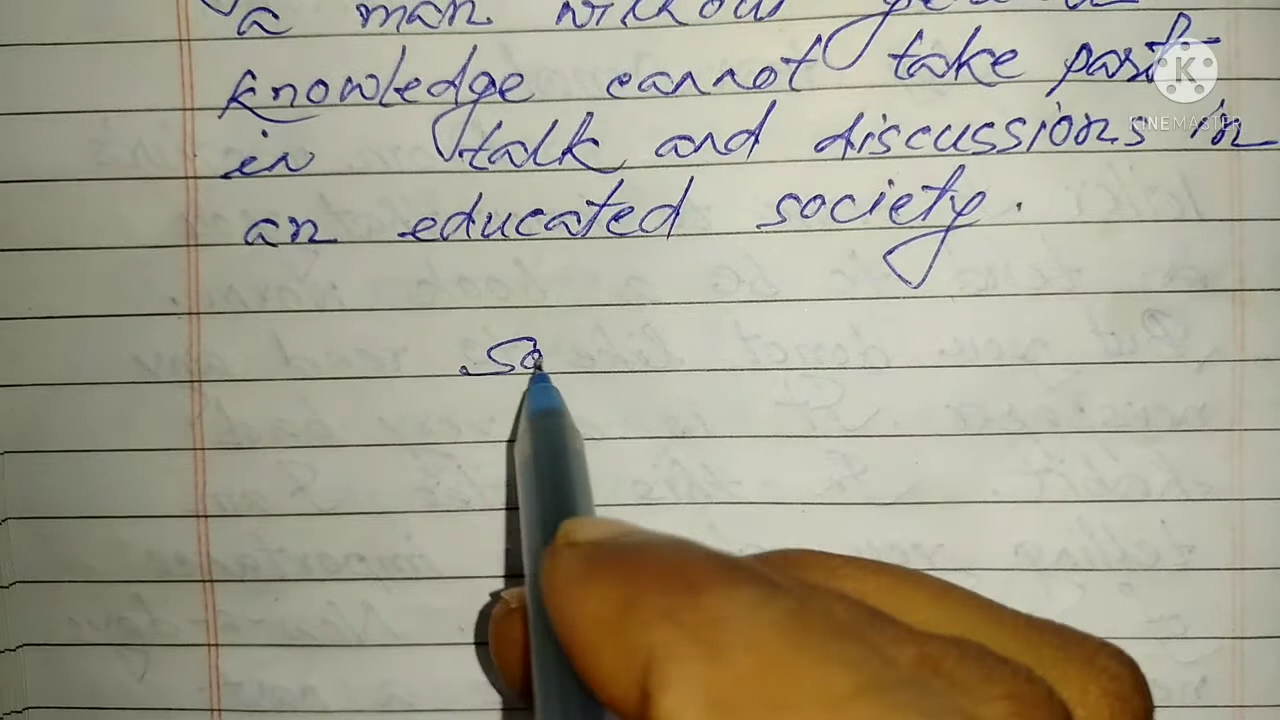 a man without
knowledge cannot take part
in talk and discussions in
an educated society.
So
KINEMASTER